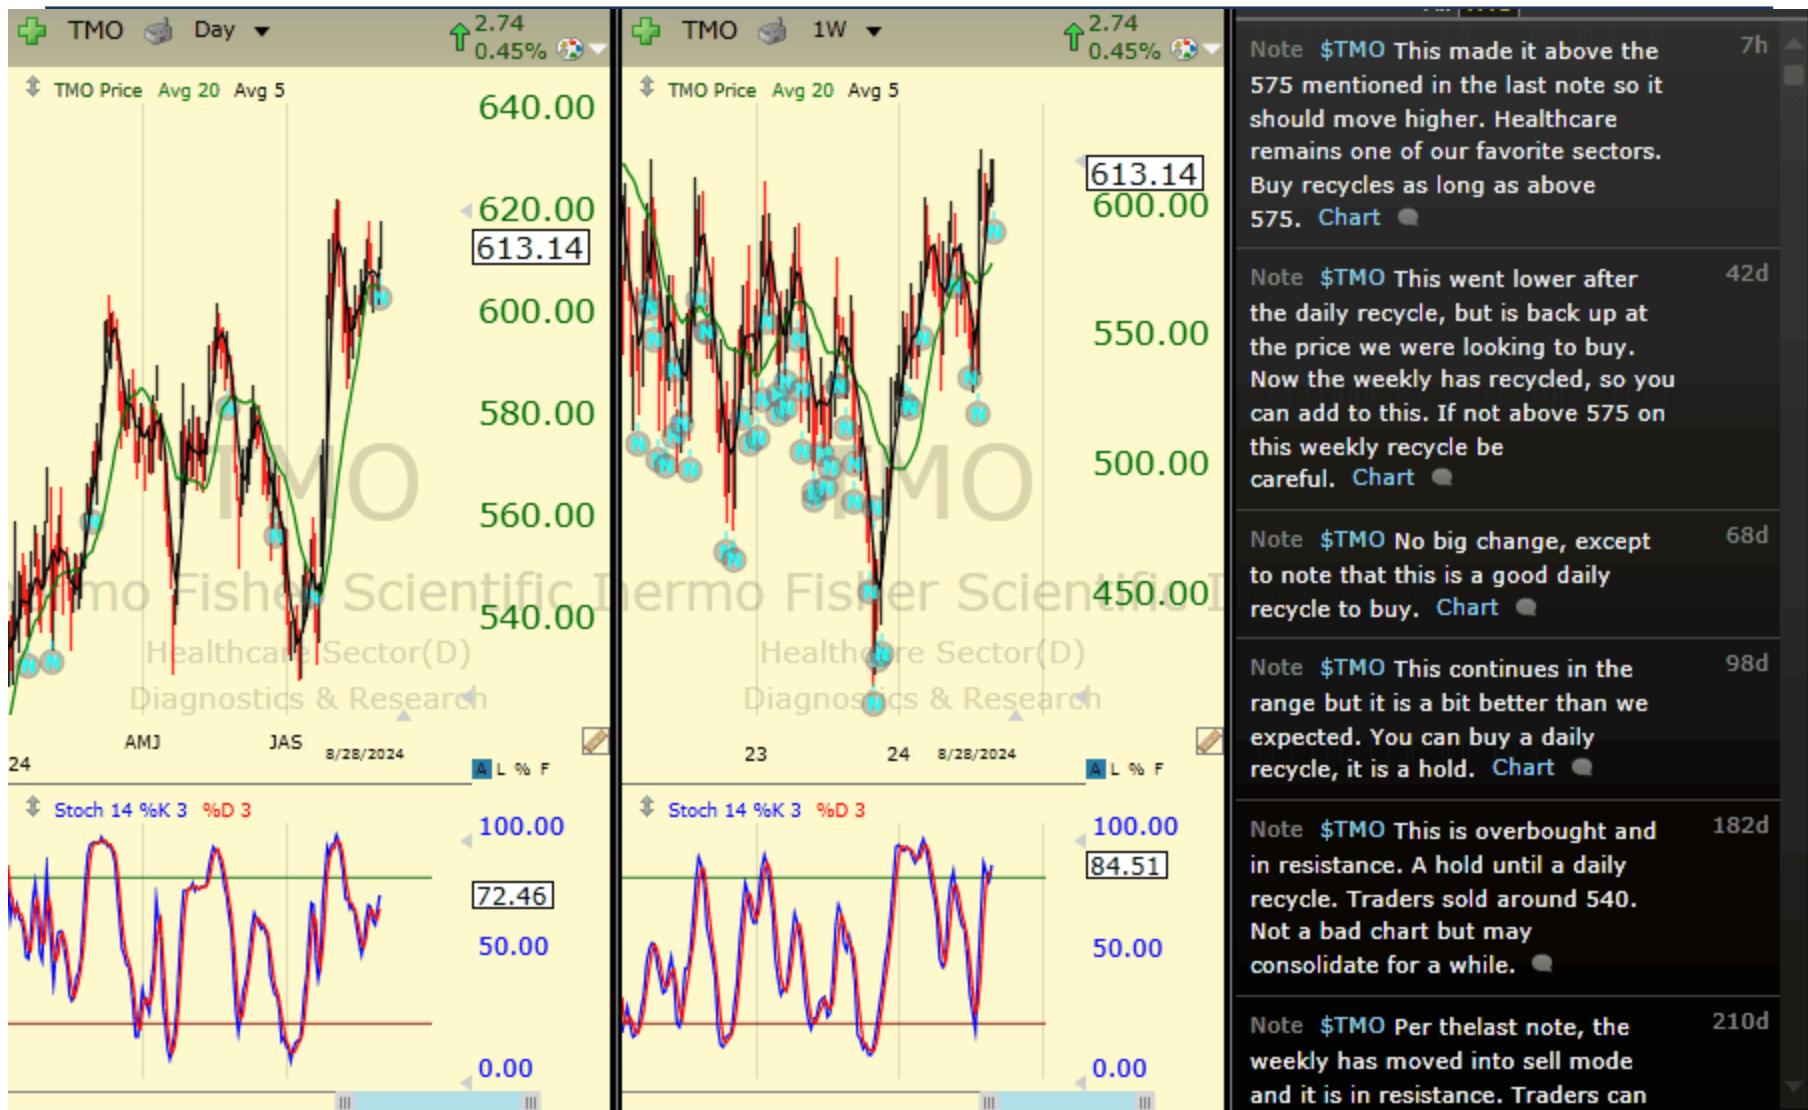 TMO Day 2.74
0.45%
TMO Price Avg 20 Avg 5
640.00
620.00
613.14
600.00
580.00
560.00
540.00
TMO
Thermo Fisher Scientific I
Healthcare Sector(D)
Diagnostics & Research
24 AMJ JAS 8/28/2024
A L % F
Stoch 14 %K 3 %D 3
100.00
72.46
50.00
0.00
TMO 1W 2.74
0.45%
TMO Price Avg 20 Avg 5
613.14
600.00
550.00
500.00
450.00
TMO
hermo Fisher Scientific I
Healthcare Sector(D)
Diagnostics & Research
23 24 8/28/2024
A L % F
Stoch 14 %K 3 %D 3
100.00
84.51
50.00
0.00
Note $TMO This made it above the 7h
575 mentioned in the last note so it
should move higher. Healthcare
remains one of our favorite sectors.
Buy recycles as long as above
575. Chart
Note $TMO This went lower after 42d
the daily recycle, but is back up at
the price we were looking to buy.
Now the weekly has recycled, so you
can add to this. If not above 575 on
this weekly recycle be
careful. Chart
Note $TMO No big change, except 68d
to note that this is a good daily
recycle to buy. Chart
Note $TMO This continues in the 98d
range but it is a bit better than we
expected. You can buy a daily
recycle, it is a hold. Chart
Note $TMO This is overbought and 182d
in resistance. A hold until a daily
recycle. Traders sold around 540.
Not a bad chart but may
consolidate for a while.
Note $TMO Per thelast note, the 210d
weekly has moved into sell mode
and it is in resistance. Traders can